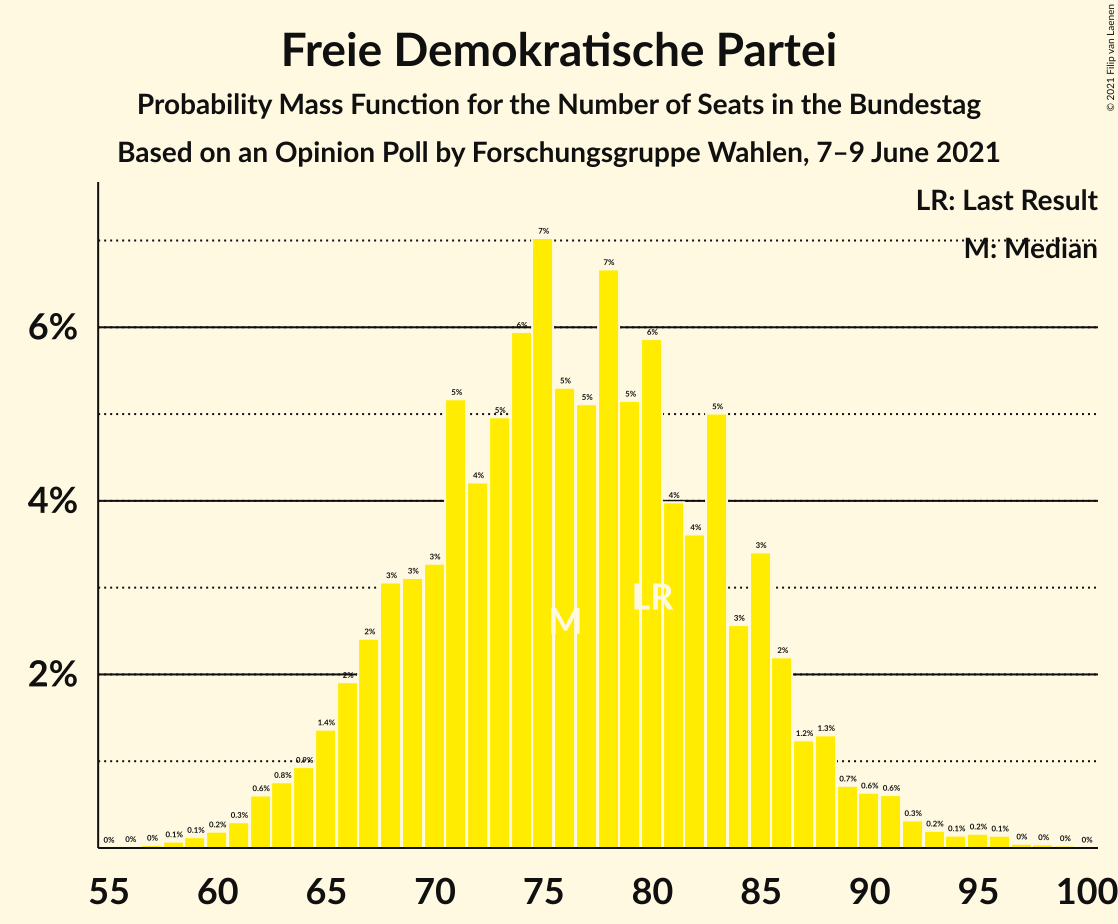 Freie Demokratische Partei
Probability Mass Function for the Number of Seats in the Bundestag
Based on an Opinion Poll by Forschungsgruppe Wahlen, 7–9 June 2021
© 2021 Filip van Laenen
LR: Last Result
M: Median
6%
4%
2%
0% 0% 0% 0.1% 0.1% 0.2% 0.3% 0.6% 0.8% 0.9% 1.4% 2% 2% 3% 3% 3% 5% 4% 5% 6% 7% 5% 5% 7% 5% 6% 4% 4% 5% 3% 3% 2% 1.2% 1.3% 0.7% 0.6% 0.6% 0.3% 0.2% 0.1% 0.2% 0.1% 0% 0% 0% 0%
LR
M
55 60 65 70 75 80 85 90 95 100